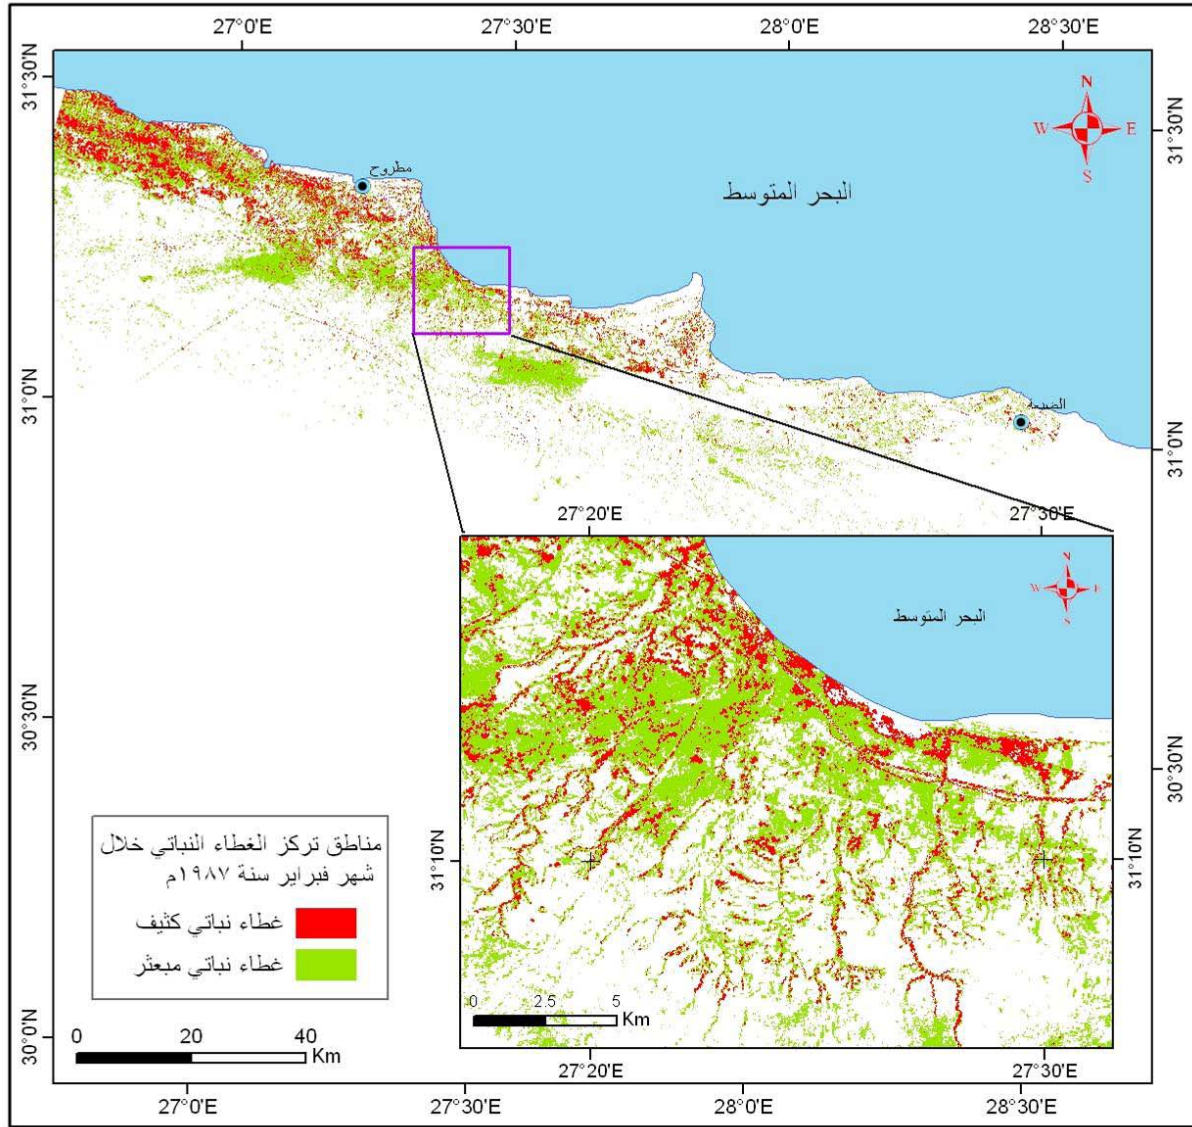 27°0'E 27°30'E 28°0'E 28°30'E
31°30'N
31°30'N
N
W E
S
مطروح
البحر المتوسط
31°0'N
الضبعة
31°0'N
27°20'E 27°30'E
N
W E
S
البحر المتوسط
30°30'N
30°30'N
مناطق تركز الغطاء النباتي خلال
شهر فبراير سنة ١٩٨٧م
غطاء نباتي كثيف
غطاء نباتي مبعثر
31°10'N
31°10'N
0 2.5 5
Km
30°0'N
0 20 40
Km
27°20'E 27°30'E
27°0'E 27°30'E 28°0'E 28°30'E